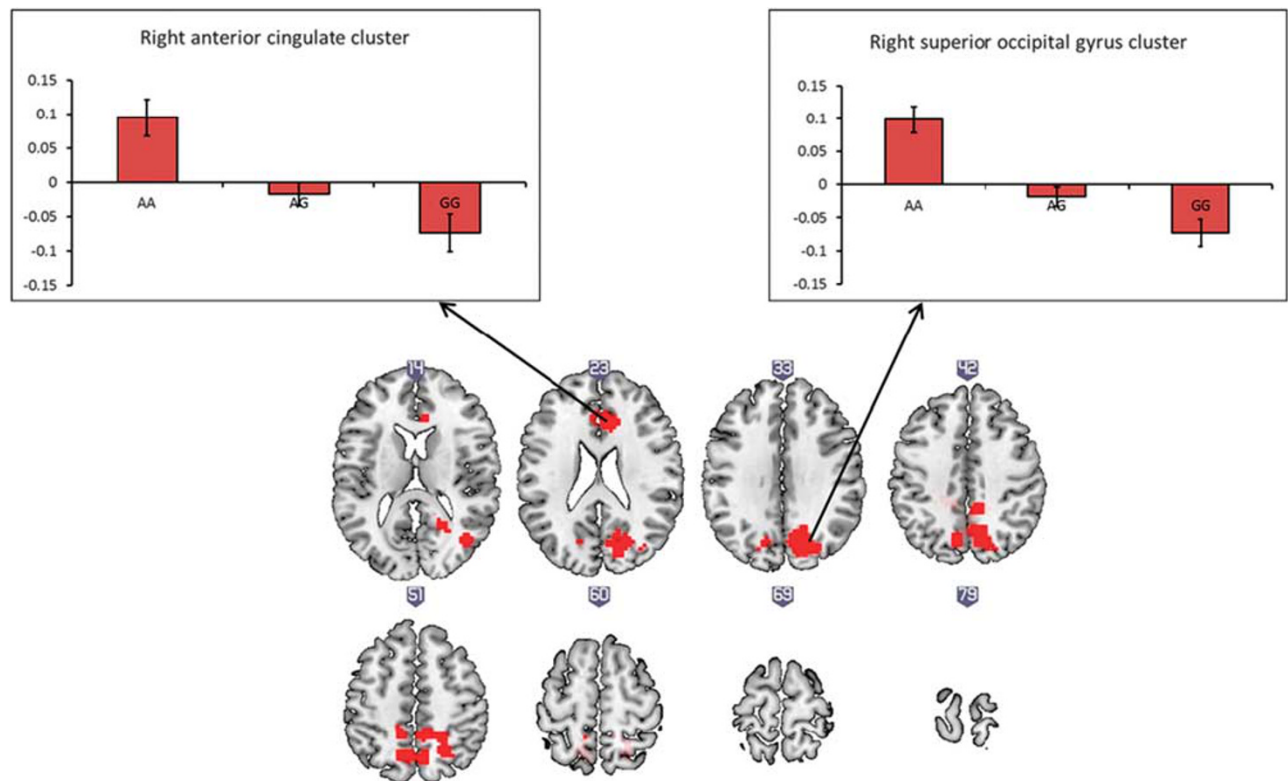 Right anterior cingulate cluster
0.15
0.1
0.05
0
-0.05
-0.1
-0.15
AA
AG
GG
Right superior occipital gyrus cluster
0.15
0.1
0.05
0
-0.05
-0.1
-0.15
AA
AG
GG
14
23
33
42
51
60
69
79